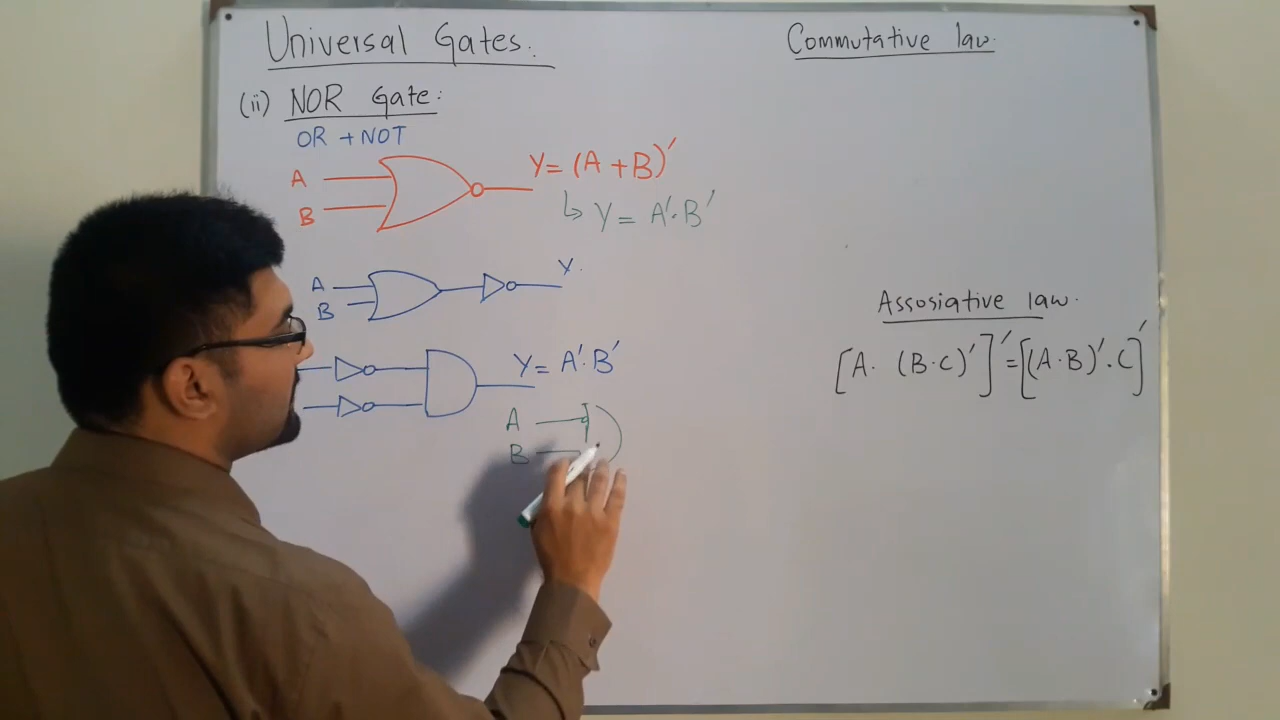 Universal Gates:
(ii) NOR Gate:
OR + NOT
A
B
Y = (A + B)'
↳ Y = A'·B'
A
B
Y.
Y = A'·B'
A
B
Commutative law.
Assosiative law.
[A· (B·C)']' = [(A·B)'·C]'